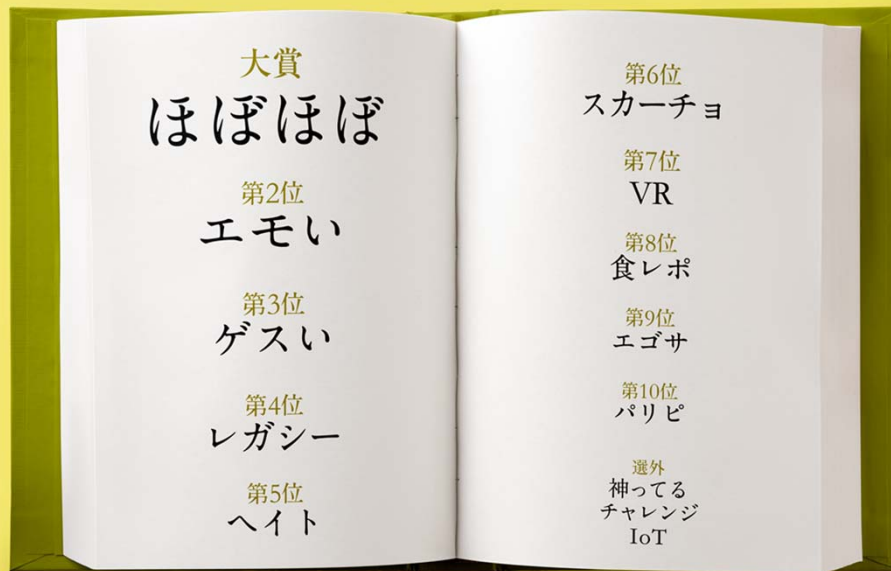 大賞
ほぼほぼ
第2位
エモい
第3位
ゲスい
第4位
レガシー
第5位
ヘイト
第6位
スカーチョ
第7位
VR
第8位
食レポ
第9位
エゴサ
第10位
パリピ
選外
神ってる
チャレンジ
IoT